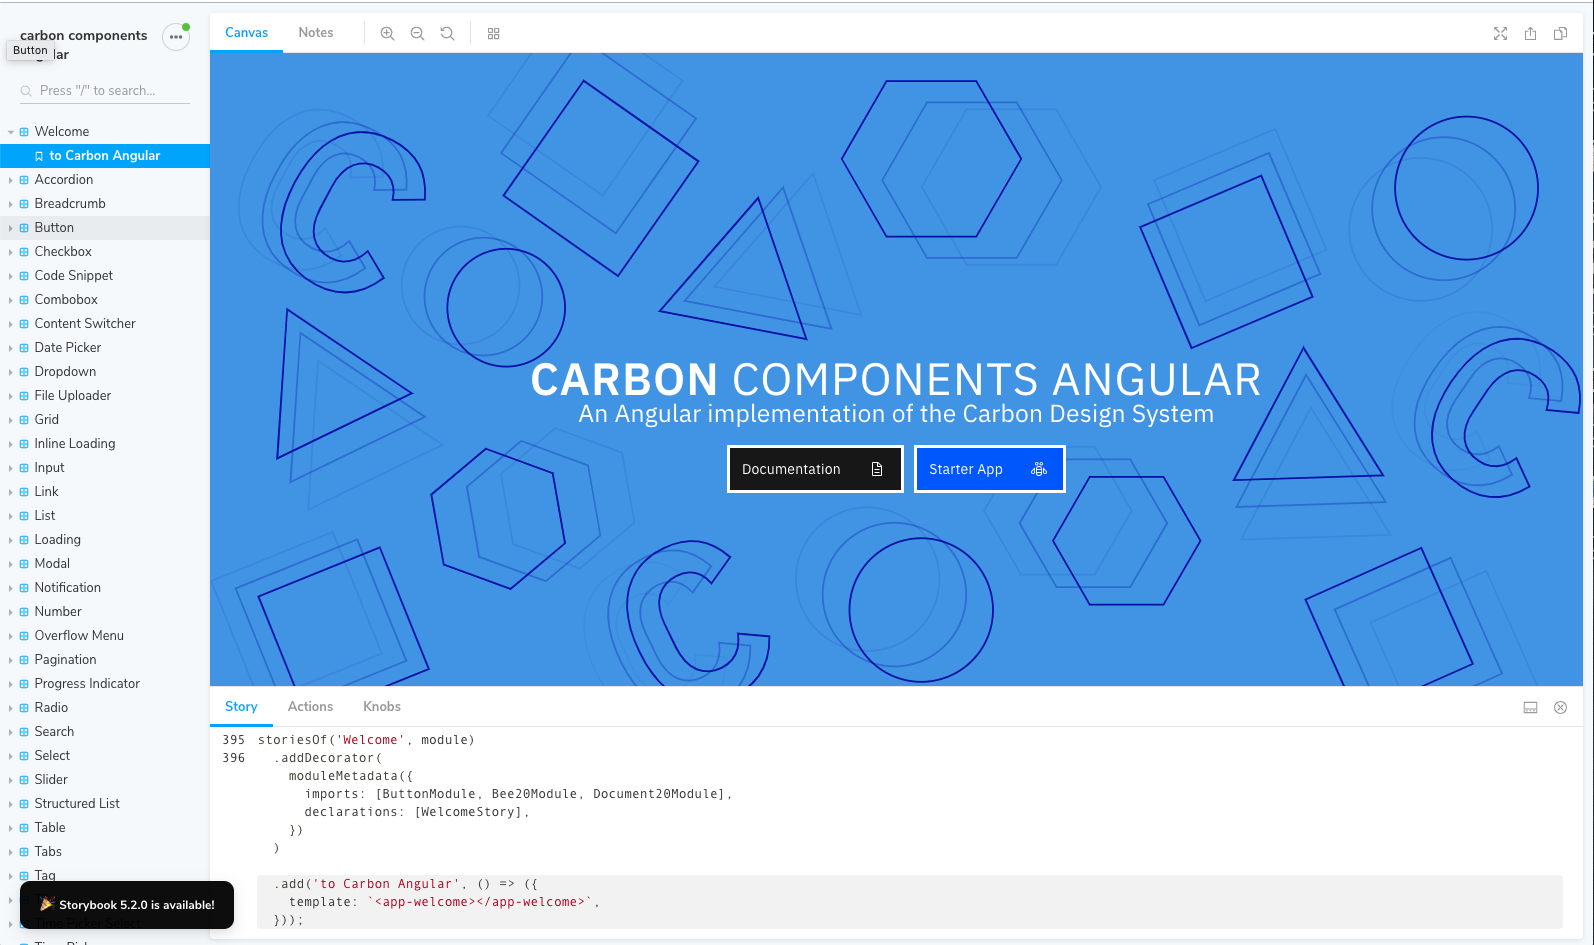 carbon components
lar
Button
Press "/" to search...
Welcome
to Carbon Angular
Accordion
Breadcrumb
Button
Checkbox
Code Snippet
Combobox
Content Switcher
Date Picker
Dropdown
File Uploader
Grid
Inline Loading
Input
Link
List
Loading
Modal
Notification
Number
Overflow Menu
Pagination
Progress Indicator
Radio
Search
Select
Slider
Structured List
Table
Tabs
Tag
Storybook 5.2.0 is available!
Time Picker Select
Canvas
Notes
CARBON COMPONENTS ANGULAR
An Angular implementation of the Carbon Design System
Documentation
Starter App
Story
Actions
Knobs
395 storiesOf('Welcome', module)
396 .addDecorator(
moduleMetadata({
imports: [ButtonModule, Bee20Module, Document20Module],
declarations: [WelcomeStory],
})
)
.add('to Carbon Angular', () => ({
template: `<app-welcome></app-welcome>`,
}));